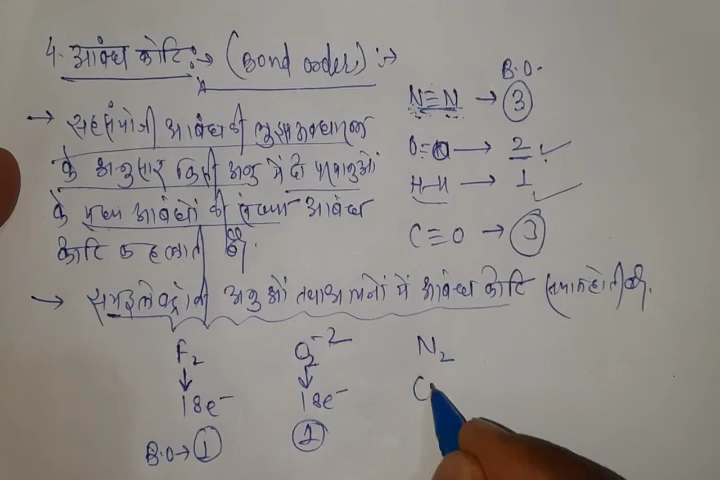 4. आबंध कोटि :→ (Bond order) :→
→ सहसंयोजी आबंध की लुइस अवधारणा
के अनुसार किसी अणु में दो परमाणुओं
के मध्य आबंधों की संख्या आबंध
कोटि कहलाती है।
B.O.
N≡N → 3
O=O → 2
H-H → 1
C≡O → 3
→ समइलेक्ट्रोनी अणुओं तथा आयनों में आबंध कोटि समान होती है।
F₂ O₂⁻² N₂
↓ ↓ C
18e⁻ 18e⁻
B.O → 1 1